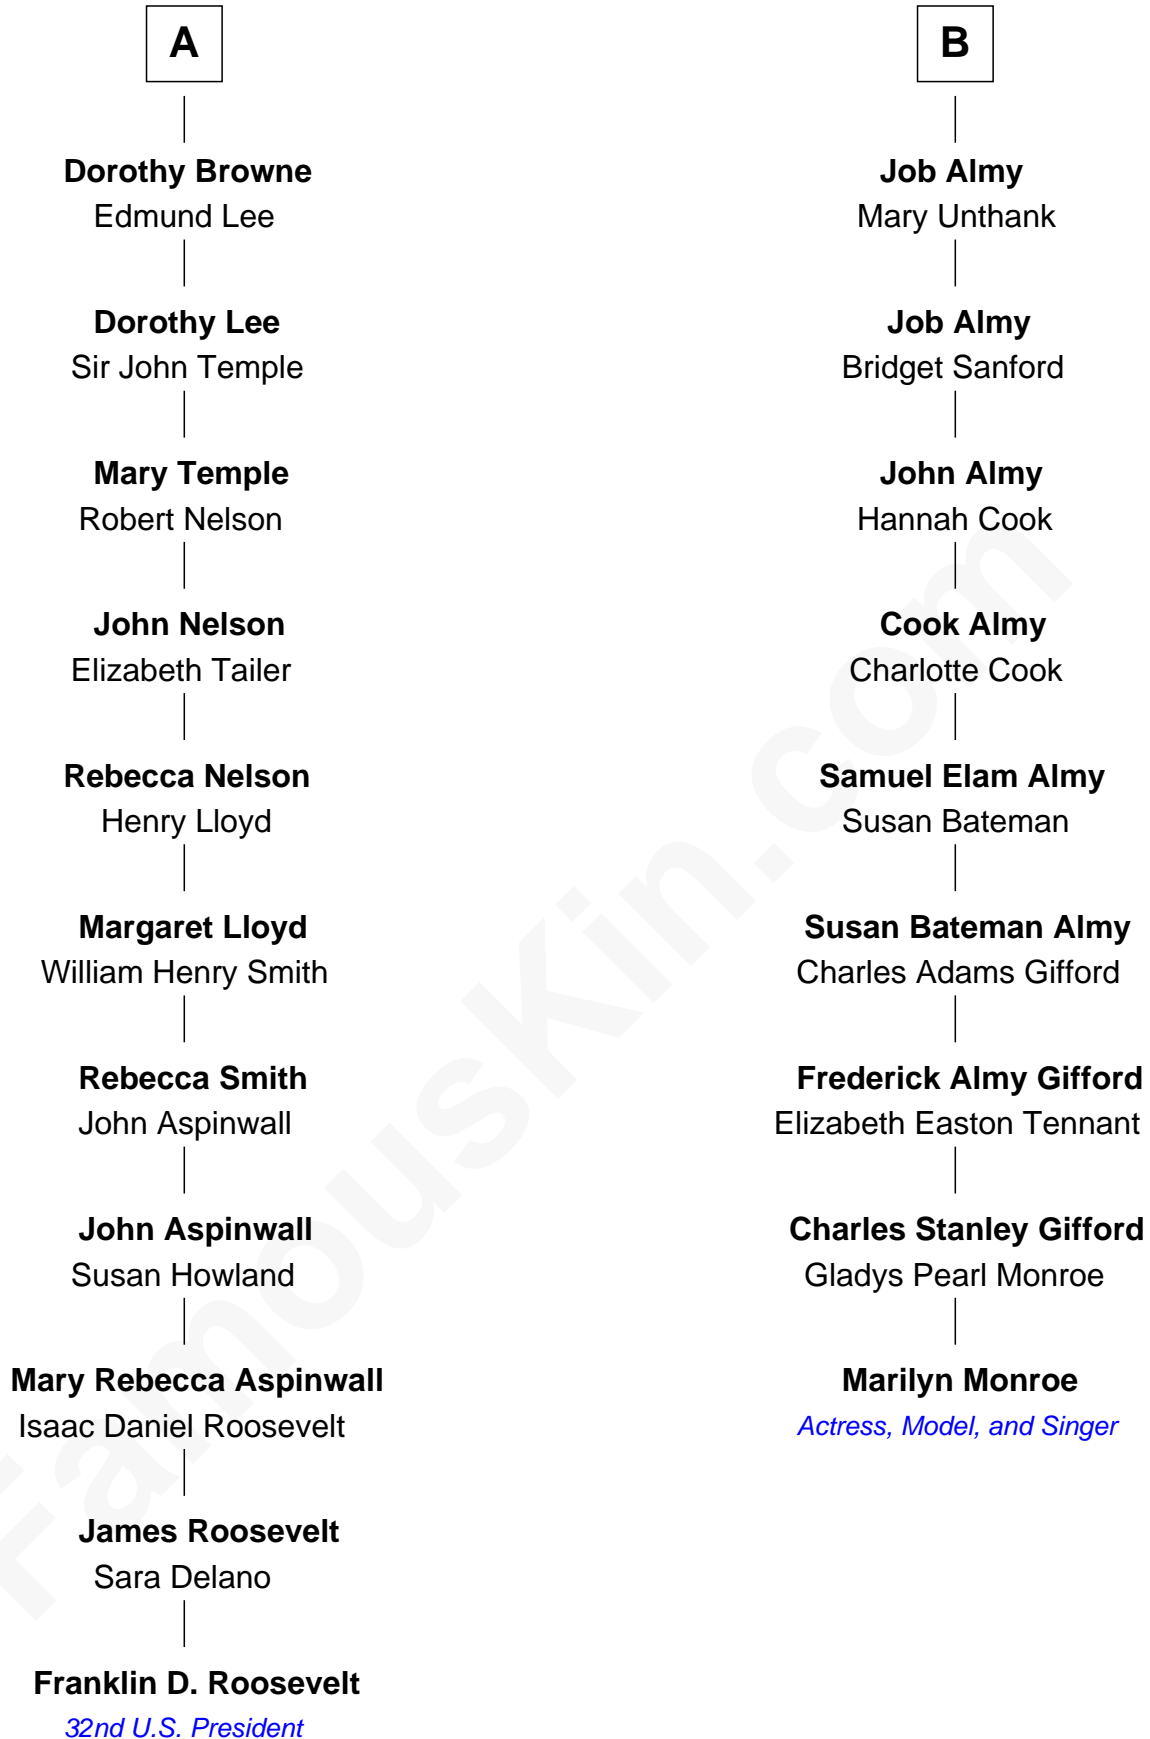 A
Dorothy Browne
Edmund Lee
Dorothy Lee
Sir John Temple
Mary Temple
Robert Nelson
John Nelson
Elizabeth Tailer
Rebecca Nelson
Henry Lloyd
Margaret Lloyd
William Henry Smith
Rebecca Smith
John Aspinwall
John Aspinwall
Susan Howland
Mary Rebecca Aspinwall
Isaac Daniel Roosevelt
James Roosevelt
Sara Delano
Franklin D. Roosevelt
32nd U.S. President
B
Job Almy
Mary Unthank
Job Almy
Bridget Sanford
John Almy
Hannah Cook
Cook Almy
Charlotte Cook
Samuel Elam Almy
Susan Bateman
Susan Bateman Almy
Charles Adams Gifford
Frederick Almy Gifford
Elizabeth Easton Tennant
Charles Stanley Gifford
Gladys Pearl Monroe
Marilyn Monroe
Actress, Model, and Singer
FamousKin.com